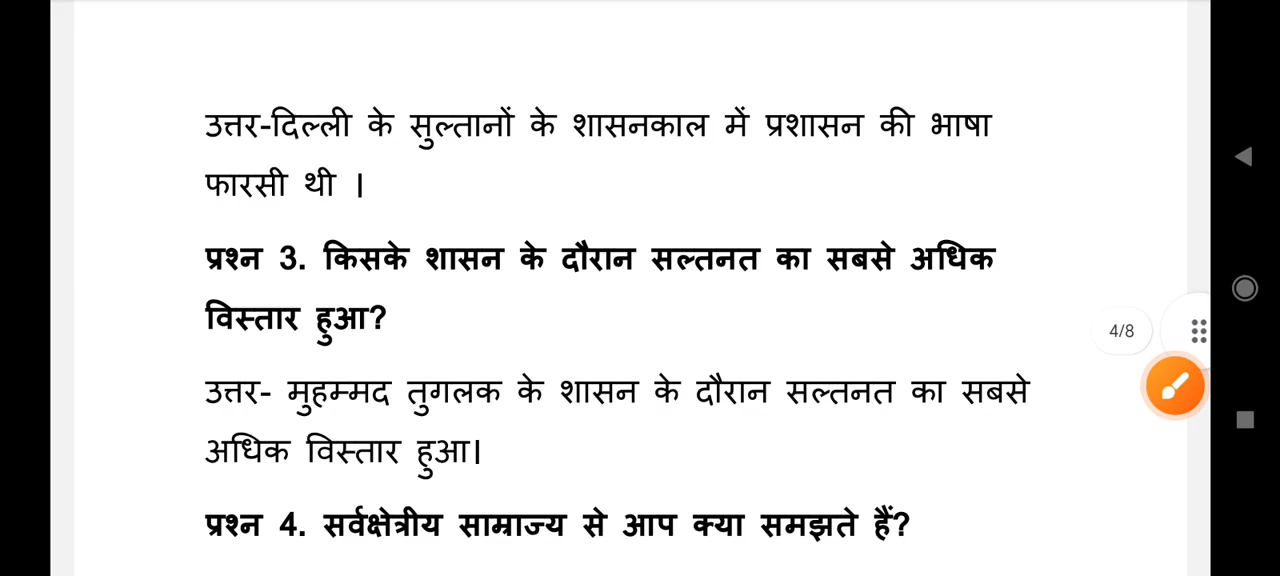 उत्तर-दिल्ली के सुल्तानों के शासनकाल में प्रशासन की भाषा
फारसी थी ।
प्रश्न 3. किसके शासन के दौरान सल्तनत का सबसे अधिक
विस्तार हुआ?
4/8
उत्तर- मुहम्मद तुगलक के शासन के दौरान सल्तनत का सबसे
अधिक विस्तार हुआ।
प्रश्न 4. सर्वक्षेत्रीय साम्राज्य से आप क्या समझते हैं?